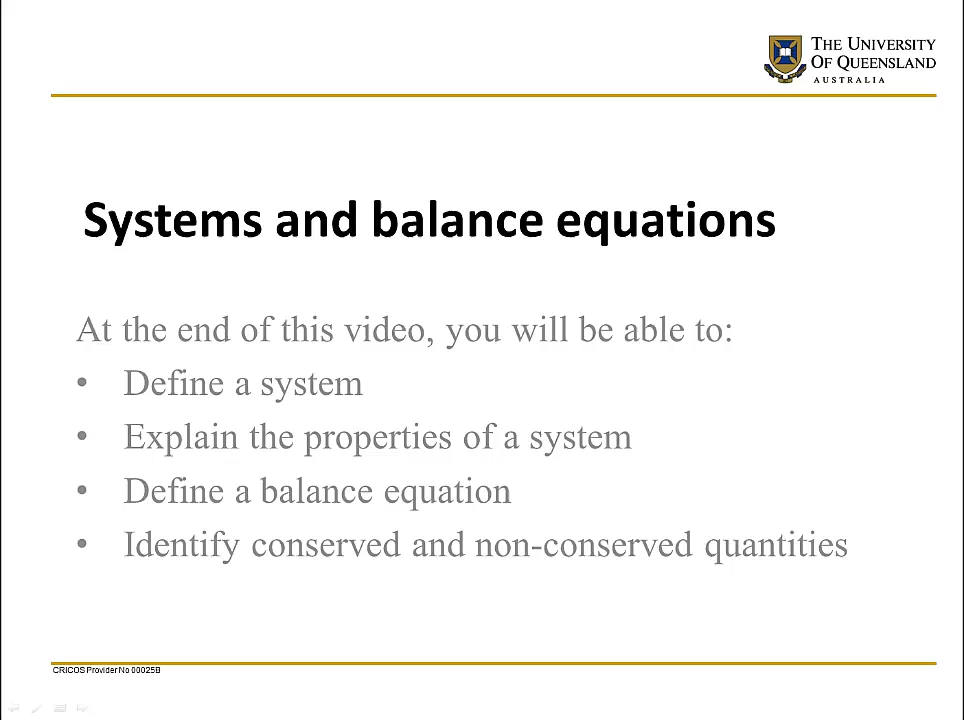 THE UNIVERSITY
OF QUEENSLAND
AUSTRALIA
Systems and balance equations
At the end of this video, you will be able to:
• Define a system
• Explain the properties of a system
• Define a balance equation
• Identify conserved and non-conserved quantities
CRICOS Provider No 00025B